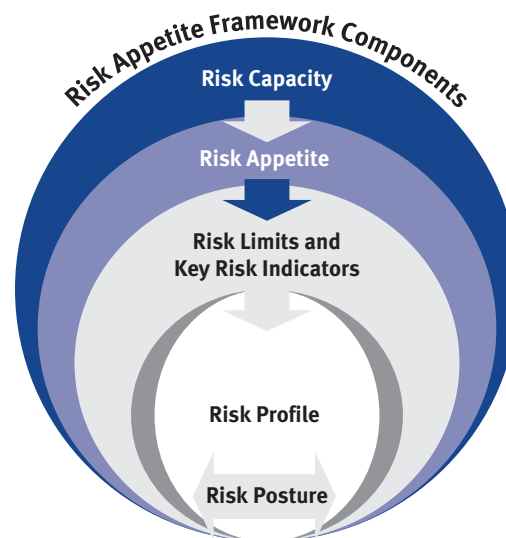 Risk Appetite Framework Components
Risk Capacity
Risk Appetite
Risk Limits and
Key Risk Indicators
Risk Profile
Risk Posture